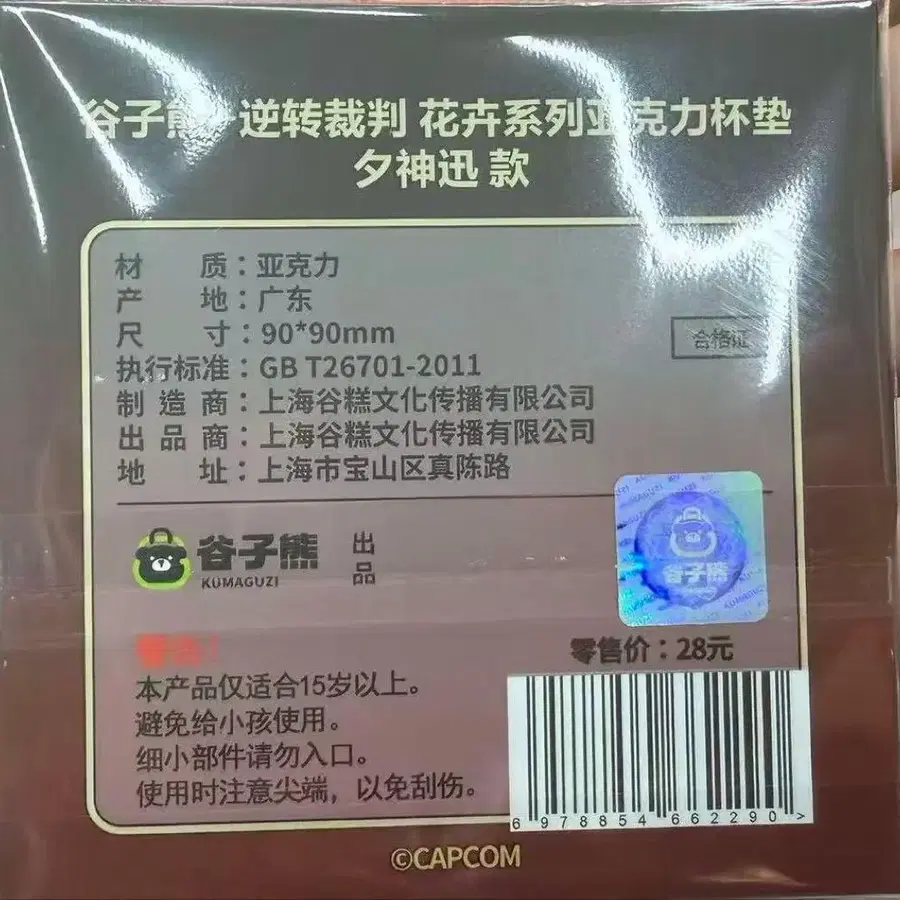 谷子熊-逆转裁判 花卉系列亚克力杯垫
夕神迅 款
材 质：亚克力
产 地：广东
尺 寸：90*90mm
执行标准：GB T26701-2011
制 造 商：上海谷糕文化传播有限公司
出 品 商：上海谷糕文化传播有限公司
地 址：上海市宝山区真陈路
合格证
谷子熊
KUMAGUZI
出品
谷子熊
零售价：28元
本产品仅适合15岁以上。
避免给小孩使用。
细小部件请勿入口。
使用时注意尖端，以免刮伤。
6 978854 662290 >
©CAPCOM